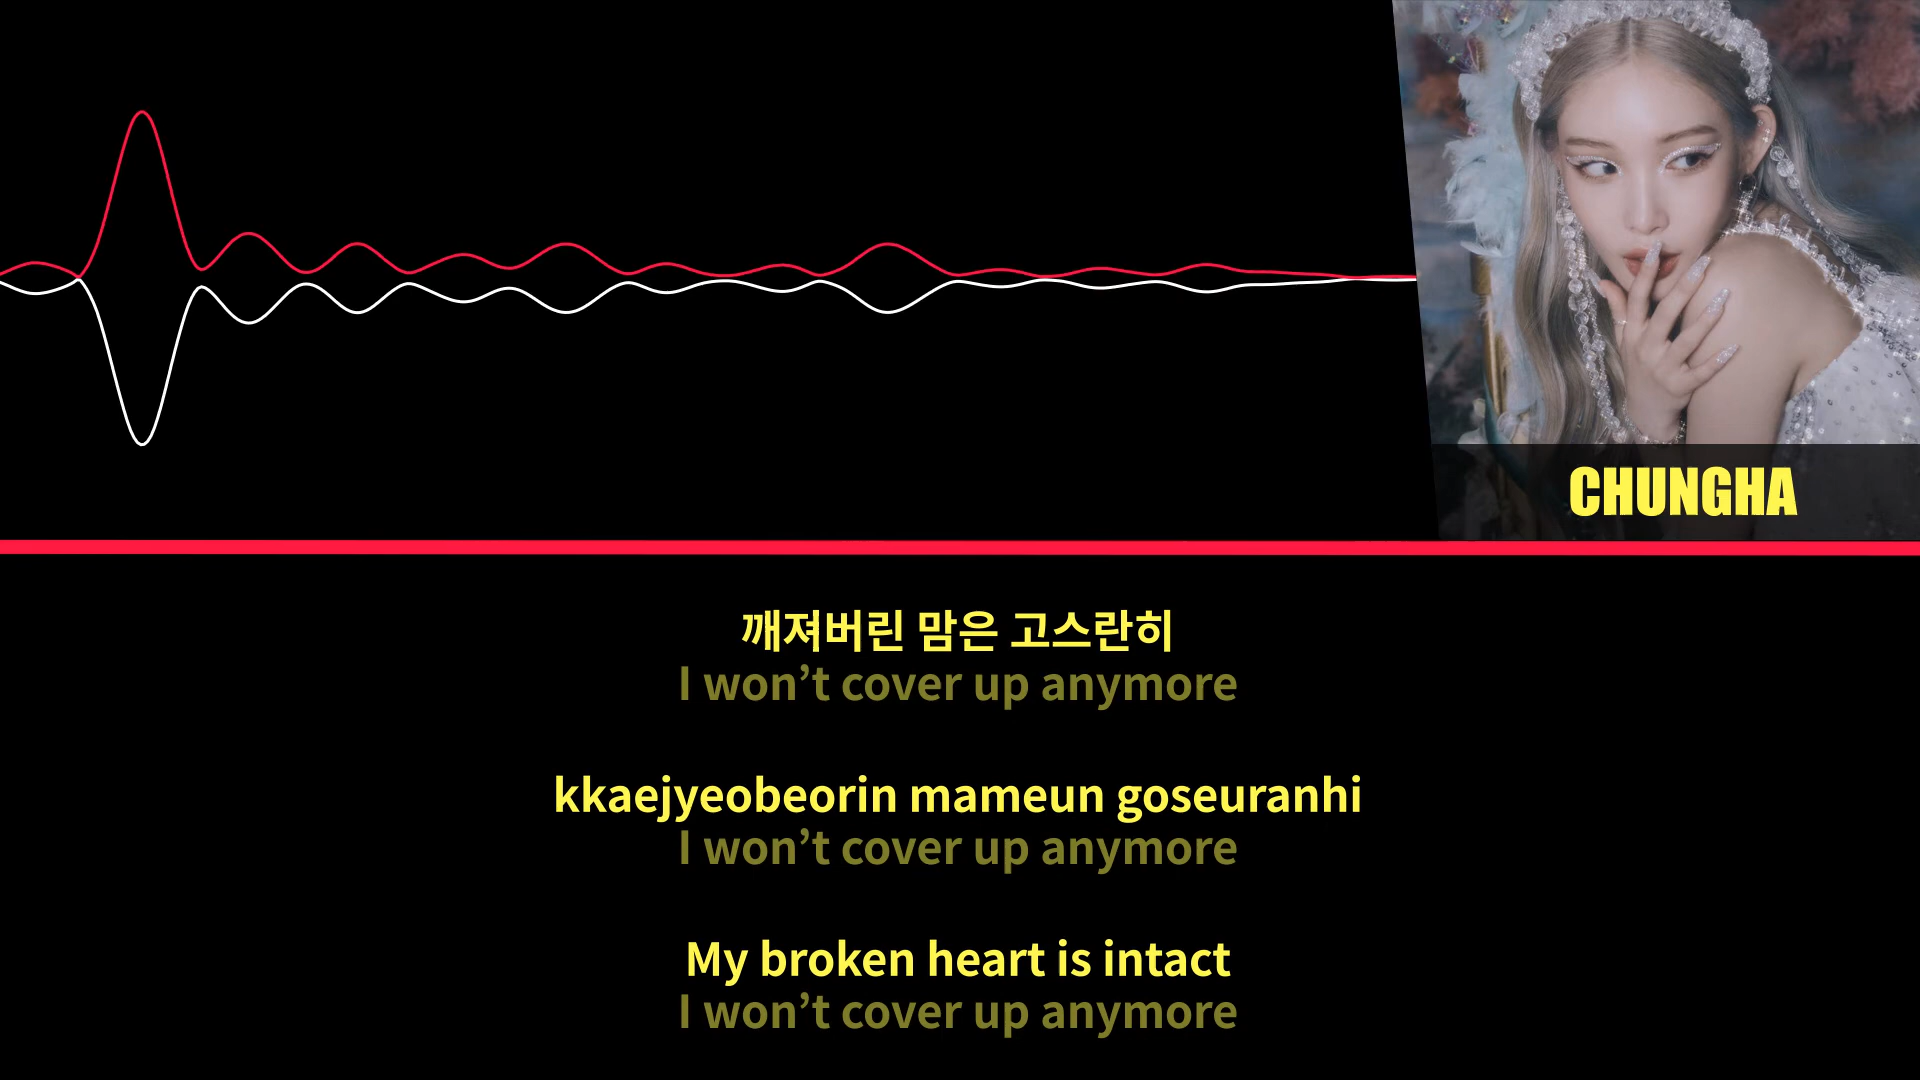 CHUNGHA
깨져버린 맘은 고스란히
I won’t cover up anymore
kkaejyeobeorin mameun goseuranhi
I won’t cover up anymore
My broken heart is intact
I won’t cover up anymore